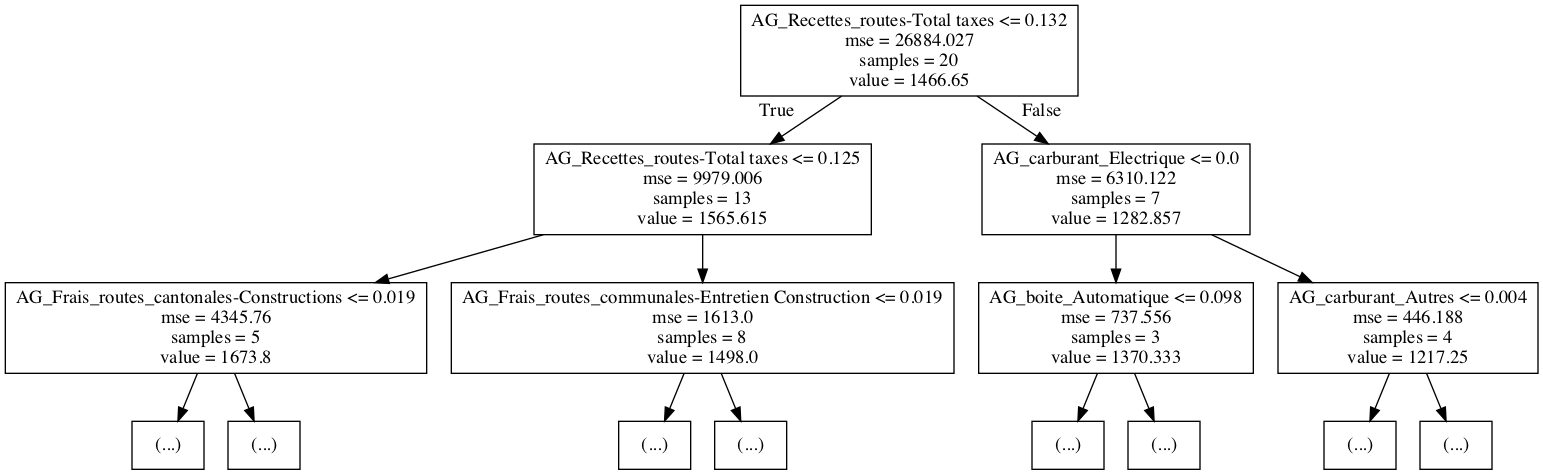 AG_Recettes_routes-Total taxes <= 0.132
mse = 26884.027
samples = 20
value = 1466.65
True
False
AG_Recettes_routes-Total taxes <= 0.125
mse = 9979.006
samples = 13
value = 1565.615
AG_carburant_Electrique <= 0.0
mse = 6310.122
samples = 7
value = 1282.857
AG_Frais_routes_cantonales-Constructions <= 0.019
mse = 4345.76
samples = 5
value = 1673.8
AG_Frais_routes_communales-Entretien Construction <= 0.019
mse = 1613.0
samples = 8
value = 1498.0
AG_boite_Automatique <= 0.098
mse = 737.556
samples = 3
value = 1370.333
AG_carburant_Autres <= 0.004
mse = 446.188
samples = 4
value = 1217.25
(...)
(...)
(...)
(...)
(...)
(...)
(...)
(...)